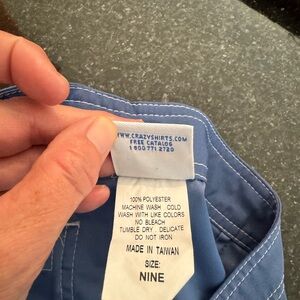 WWW.CRAZYSHIRTS.COM
FREE CATALOG
1 800 771 2720
100% POLYESTER
MACHINE WASH COLD
WASH WITH LIKE COLORS
NO BLEACH
TUMBLE DRY - DELICATE
DO NOT IRON
MADE IN TAIWAN
SIZE:
NINE